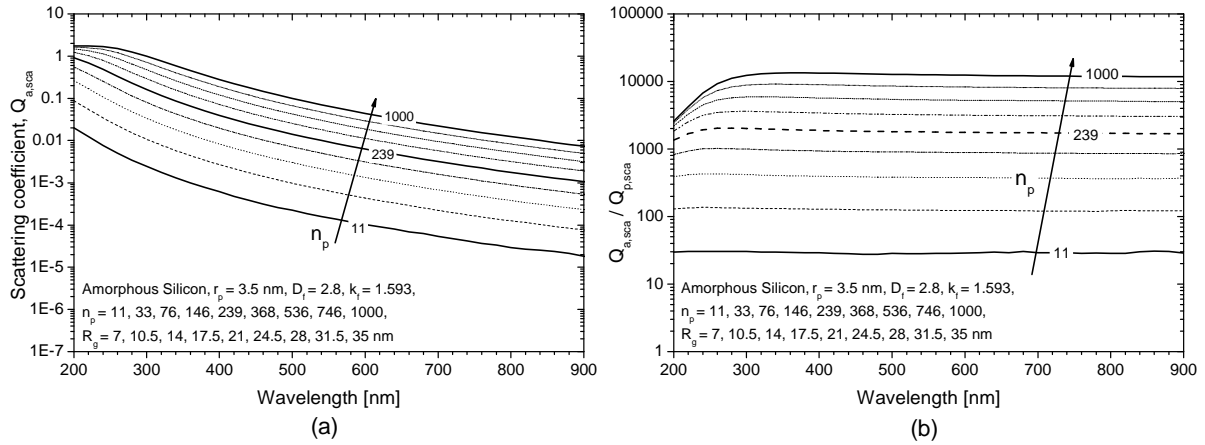 10
1
0.1
0.01
1E-3
1E-4
1E-5
1E-6
1E-7
Scattering coefficient, Q_a,sca
1000
239
11
n_p
Amorphous Silicon, r_p = 3.5 nm, D_f = 2.8, k_f = 1.593,
n_p = 11, 33, 76, 146, 239, 368, 536, 746, 1000,
R_g = 7, 10.5, 14, 17.5, 21, 24.5, 28, 31.5, 35 nm
200 300 400 500 600 700 800 900
Wavelength [nm]
(a)
100000
10000
1000
100
10
1
Q_a,sca / Q_p,sca
1000
239
n_p
11
Amorphous Silicon, r_p = 3.5 nm, D_f = 2.8, k_f = 1.593,
n_p = 11, 33, 76, 146, 239, 368, 536, 746, 1000,
R_g = 7, 10.5, 14, 17.5, 21, 24.5, 28, 31.5, 35 nm
200 300 400 500 600 700 800 900
Wavelength [nm]
(b)